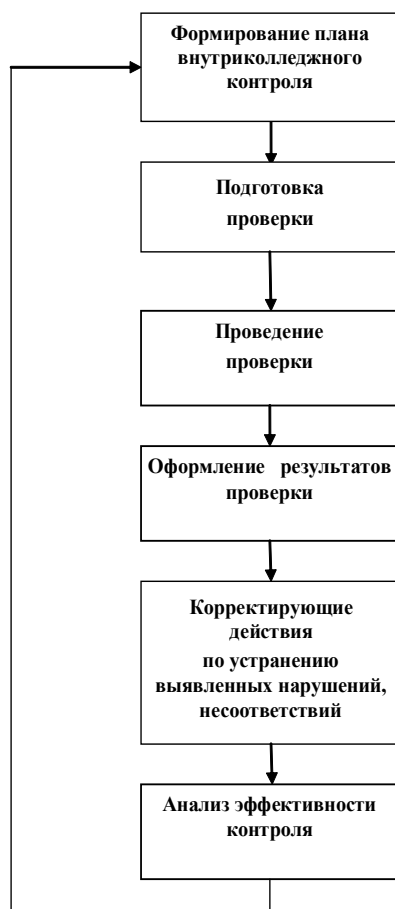 Формирование плана
внутриколледжного
контроля
Подготовка
проверки
Проведение
проверки
Оформление результатов
проверки
Корректирующие
действия
по устранению
выявленных нарушений,
несоответствий
Анализ эффективности
контроля